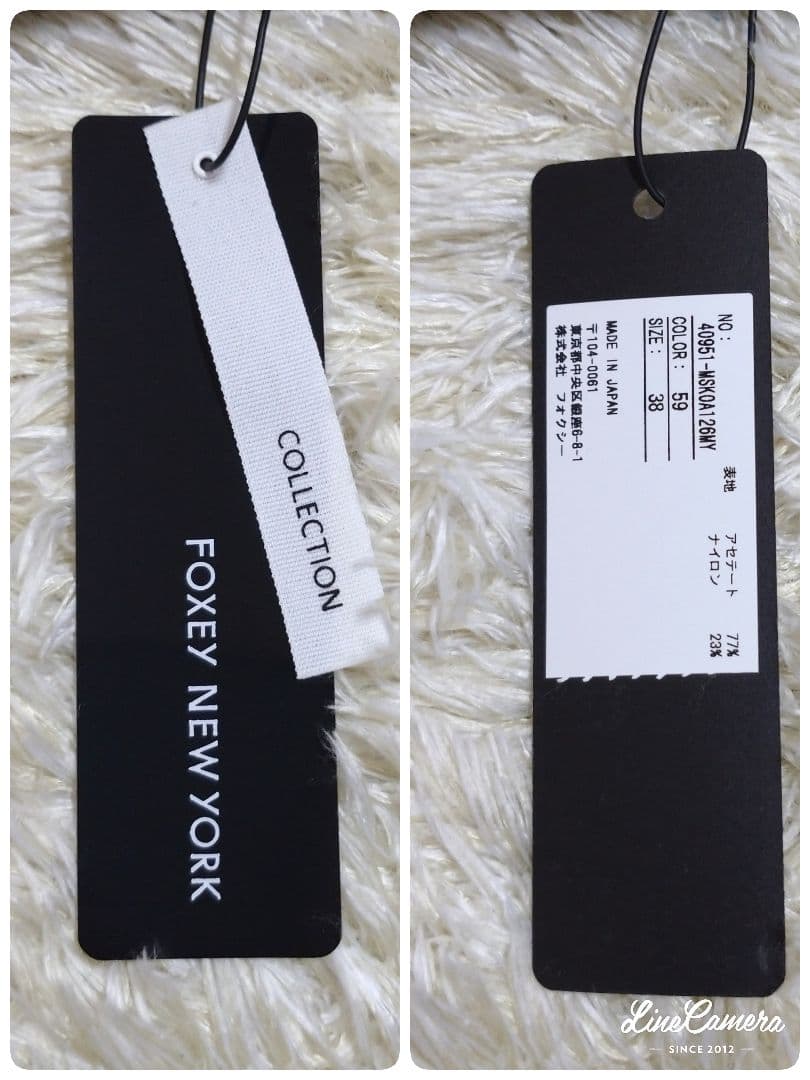 COLLECTION
FOXEY NEW YORK
NO:
40951-MSK0A126MY
COLOR: 59
SIZE: 38
表地 アセテート 77%
ナイロン 23%
MADE IN JAPAN
〒104-0061
東京都中央区銀座6-8-1
株式会社 フォクシー
LineCamera
SINCE 2012